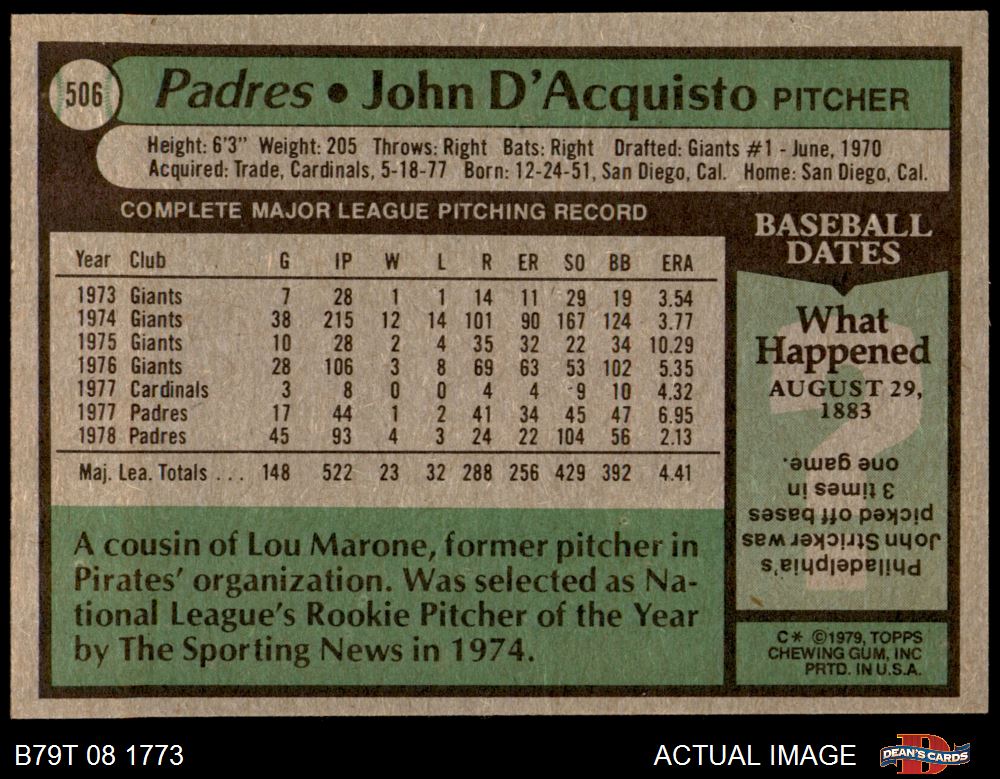 506
Padres • John D'Acquisto PITCHER
Height: 6'3" Weight: 205 Throws: Right Bats: Right Drafted: Giants #1 - June, 1970
Acquired: Trade, Cardinals, 5-18-77 Born: 12-24-51, San Diego, Cal. Home: San Diego, Cal.
COMPLETE MAJOR LEAGUE PITCHING RECORD
Year Club G IP W L R ER SO BB ERA
1973 Giants 7 28 1 1 14 11 29 19 3.54
1974 Giants 38 215 12 14 101 90 167 124 3.77
1975 Giants 10 28 2 4 35 32 22 34 10.29
1976 Giants 28 106 3 8 69 63 53 102 5.35
1977 Cardinals 3 8 0 0 4 4 9 10 4.32
1977 Padres 17 44 1 2 41 34 45 47 6.95
1978 Padres 45 93 4 3 24 22 104 56 2.13
Maj. Lea. Totals . . . 148 522 23 32 288 256 429 392 4.41
A cousin of Lou Marone, former pitcher in
Pirates' organization. Was selected as Na-
tional League's Rookie Pitcher of the Year
by The Sporting News in 1974.
BASEBALL
DATES
What
Happened
AUGUST 29,
1883
Philadelphia's
John Stricker was
picked off bases
3 times in
one game.
C* ©1979, TOPPS
CHEWING GUM, INC
PRTD. IN U.S.A.
B79T 08 1773
ACTUAL IMAGE
DEAN'S CARDS